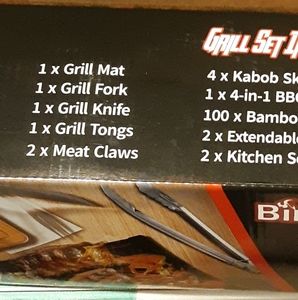 GRILL SET
1 x Grill Mat
1 x Grill Fork
1 x Grill Knife
1 x Grill Tongs
2 x Meat Claws
4 x Kabob Sk
1 x 4-in-1 BBQ
100 x Bamboo
2 x Extendable
2 x Kitchen S